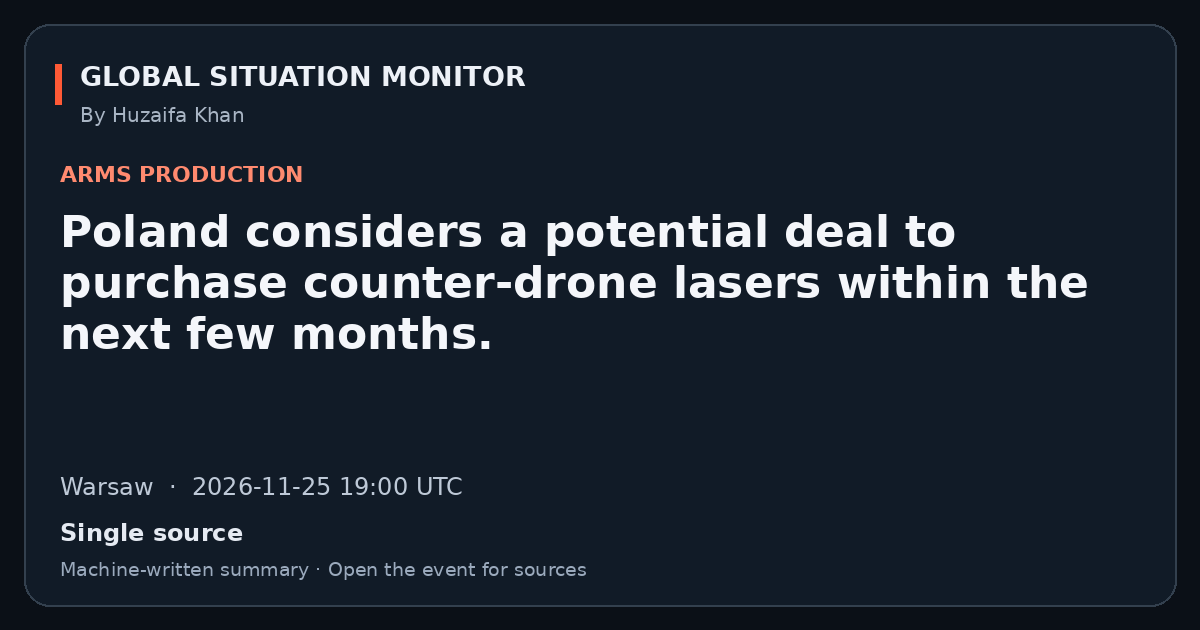 GLOBAL SITUATION MONITOR
By Huzaifa Khan
ARMS PRODUCTION
Poland considers a potential deal to
purchase counter-drone lasers within the
next few months.
Warsaw · 2026-11-25 19:00 UTC
Single source
Machine-written summary · Open the event for sources